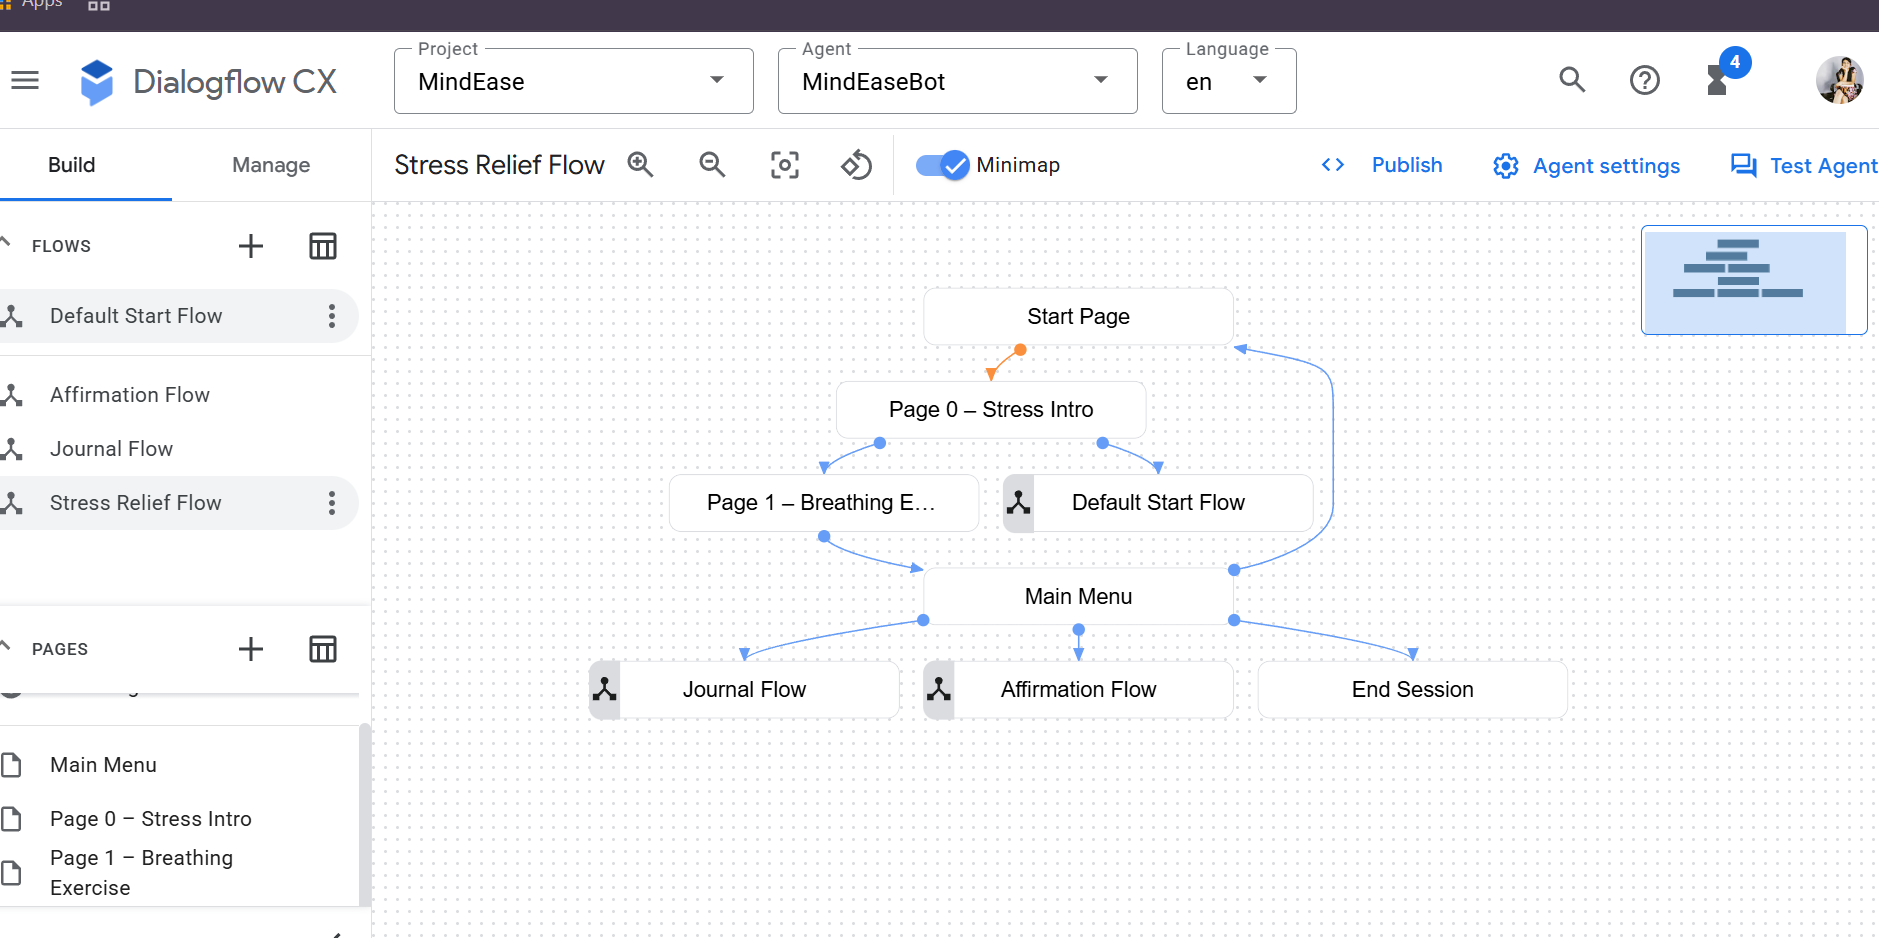 Apps
Dialogflow CX
Project
MindEase
Agent
MindEaseBot
Language
en
4
Build
Manage
Stress Relief Flow
Minimap
Publish
Agent settings
Test Agent
FLOWS
Default Start Flow
Affirmation Flow
Journal Flow
Stress Relief Flow
PAGES
Main Menu
Page 0 – Stress Intro
Page 1 – Breathing
Exercise
Start Page
Page 0 – Stress Intro
Page 1 – Breathing E...
Default Start Flow
Main Menu
Journal Flow
Affirmation Flow
End Session